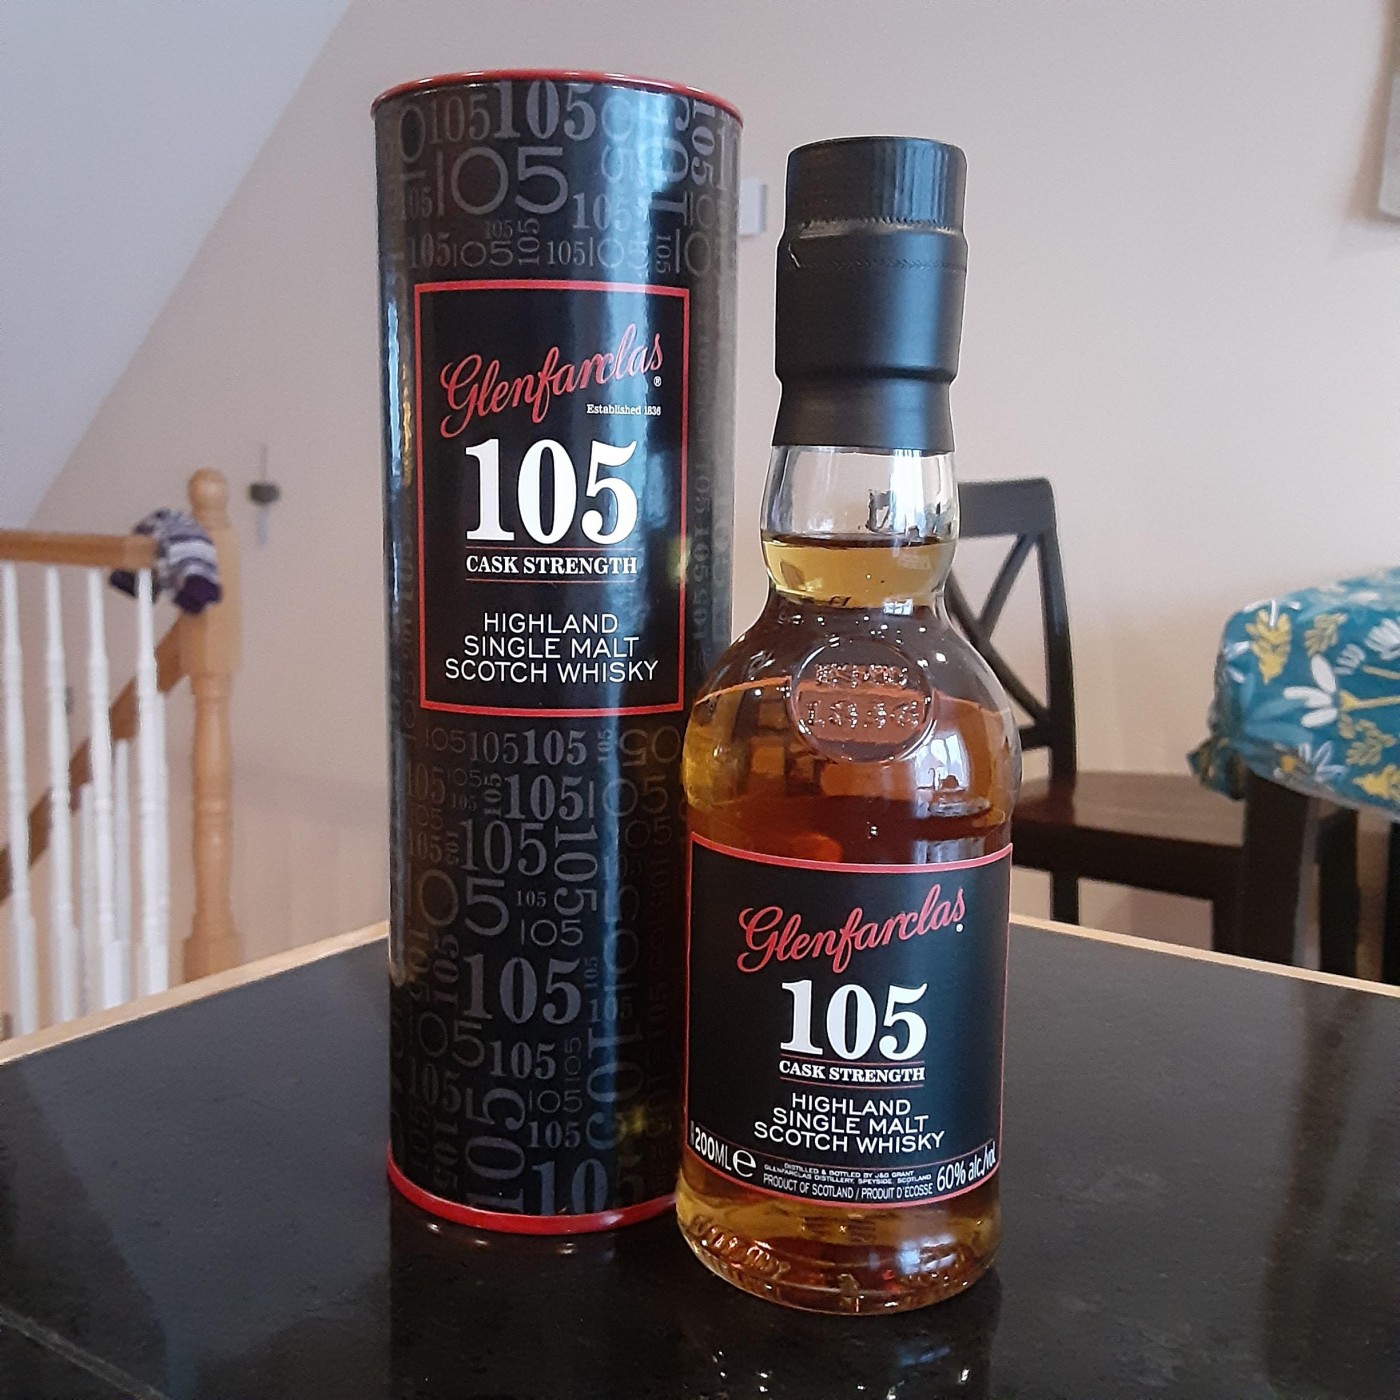 Glenfarclas®
Established 1836
105
CASK STRENGTH
HIGHLAND
SINGLE MALT
SCOTCH WHISKY
Glenfarclas®
105
CASK STRENGTH
HIGHLAND
SINGLE MALT
SCOTCH WHISKY
200ML℮
DISTILLED & BOTTLED BY J&G GRANT
GLENFARCLAS DISTILLERY, SPEYSIDE, SCOTLAND
PRODUCT OF SCOTLAND / PRODUIT D'ECOSSE
60% alc./vol.